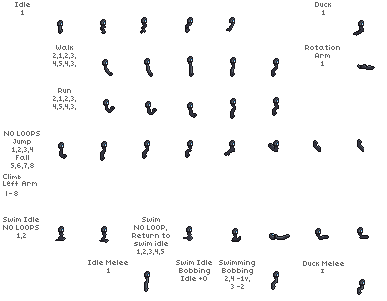 Idle
1
Duck
1
Walk
2,1,2,3,
4,5,4,3,
Rotation
Arm
1
Run
2,1,2,3,
4,5,4,3,
NO LOOPS
Jump
1,2,3,4
Fall
5,6,7,8
Climb
Left Arm
1-8
Swim Idle
NO LOOPS
1,2
Swim
NO LOOP,
Return to
swim idle
1,2,3,4,5
Idle Melee
1
Swim Idle
Bobbing
Idle +0
Swimming
Bobbing
2,4 -1v,
3 -2
Duck Melee
1